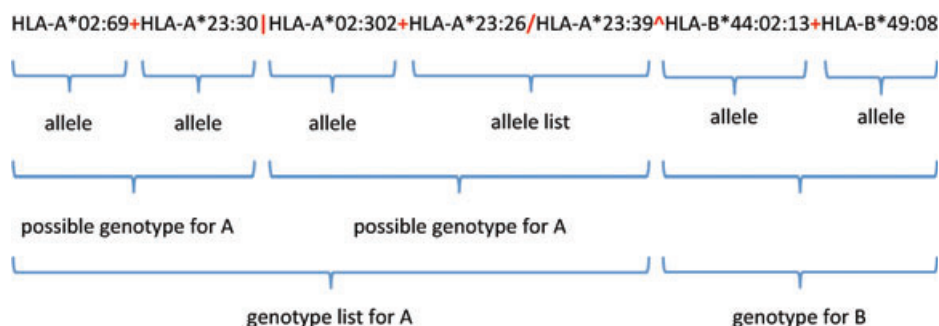 HLA-A*02:69+HLA-A*23:30|HLA-A*02:302+HLA-A*23:26/HLA-A*23:39^HLA-B*44:02:13+HLA-B*49:08
allele allele allele allele list allele allele
possible genotype for A possible genotype for A
genotype list for A genotype for B